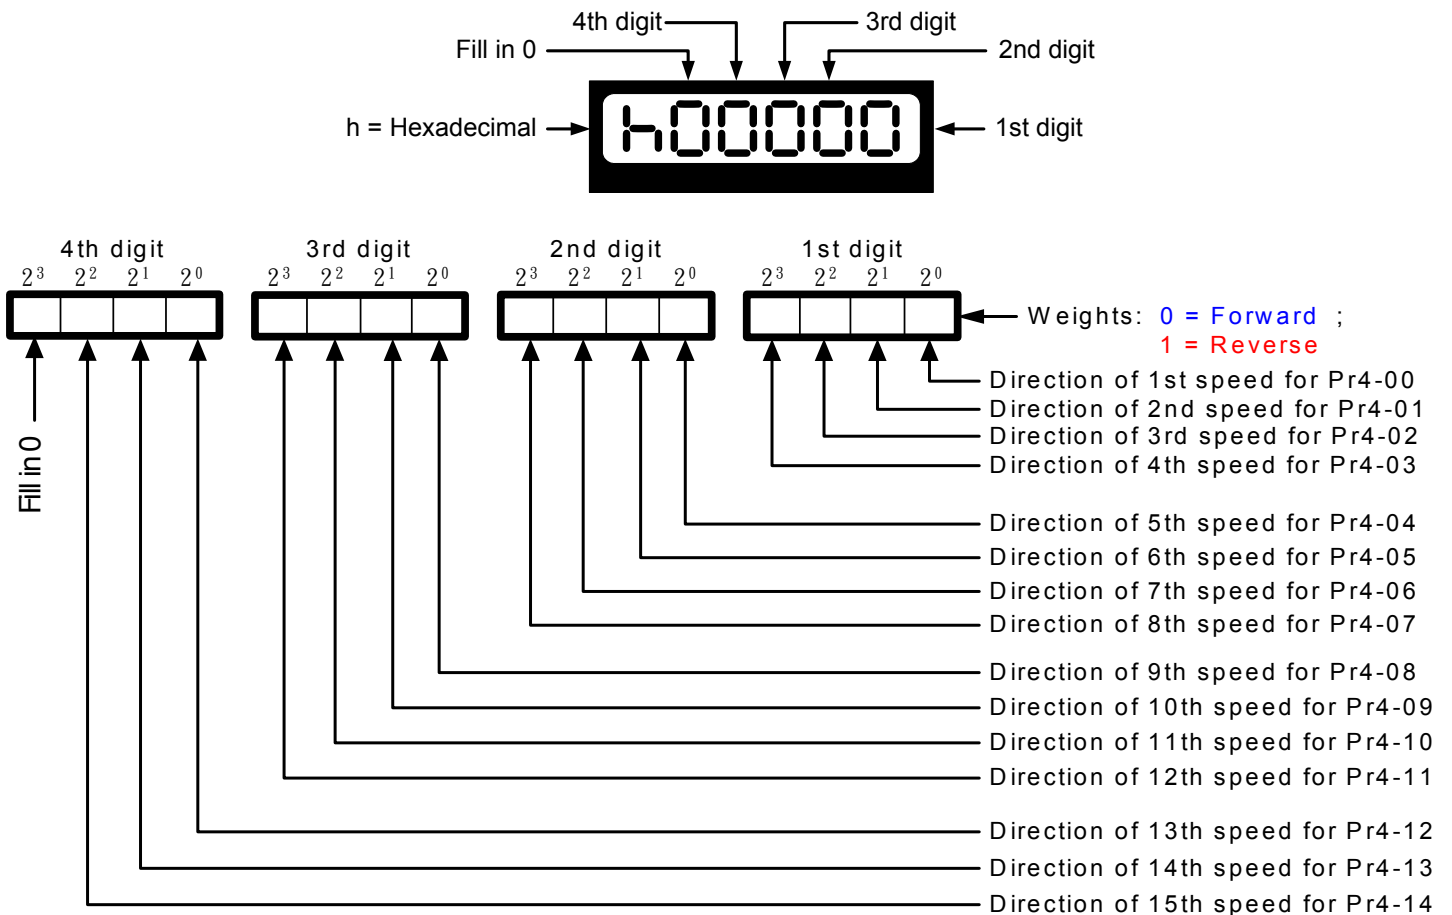 4th digit 3rd digit
Fill in 0 2nd digit
h = Hexadecimal h00000 1st digit
4th digit 3rd digit 2nd digit 1st digit
2³ 2² 2¹ 2⁰ 2³ 2² 2¹ 2⁰ 2³ 2² 2¹ 2⁰ 2³ 2² 2¹ 2⁰
Weights: 0 = Forward ;
1 = Reverse
Direction of 1st speed for Pr4-00
Direction of 2nd speed for Pr4-01
Direction of 3rd speed for Pr4-02
Direction of 4th speed for Pr4-03
Fill in 0
Direction of 5th speed for Pr4-04
Direction of 6th speed for Pr4-05
Direction of 7th speed for Pr4-06
Direction of 8th speed for Pr4-07
Direction of 9th speed for Pr4-08
Direction of 10th speed for Pr4-09
Direction of 11th speed for Pr4-10
Direction of 12th speed for Pr4-11
Direction of 13th speed for Pr4-12
Direction of 14th speed for Pr4-13
Direction of 15th speed for Pr4-14